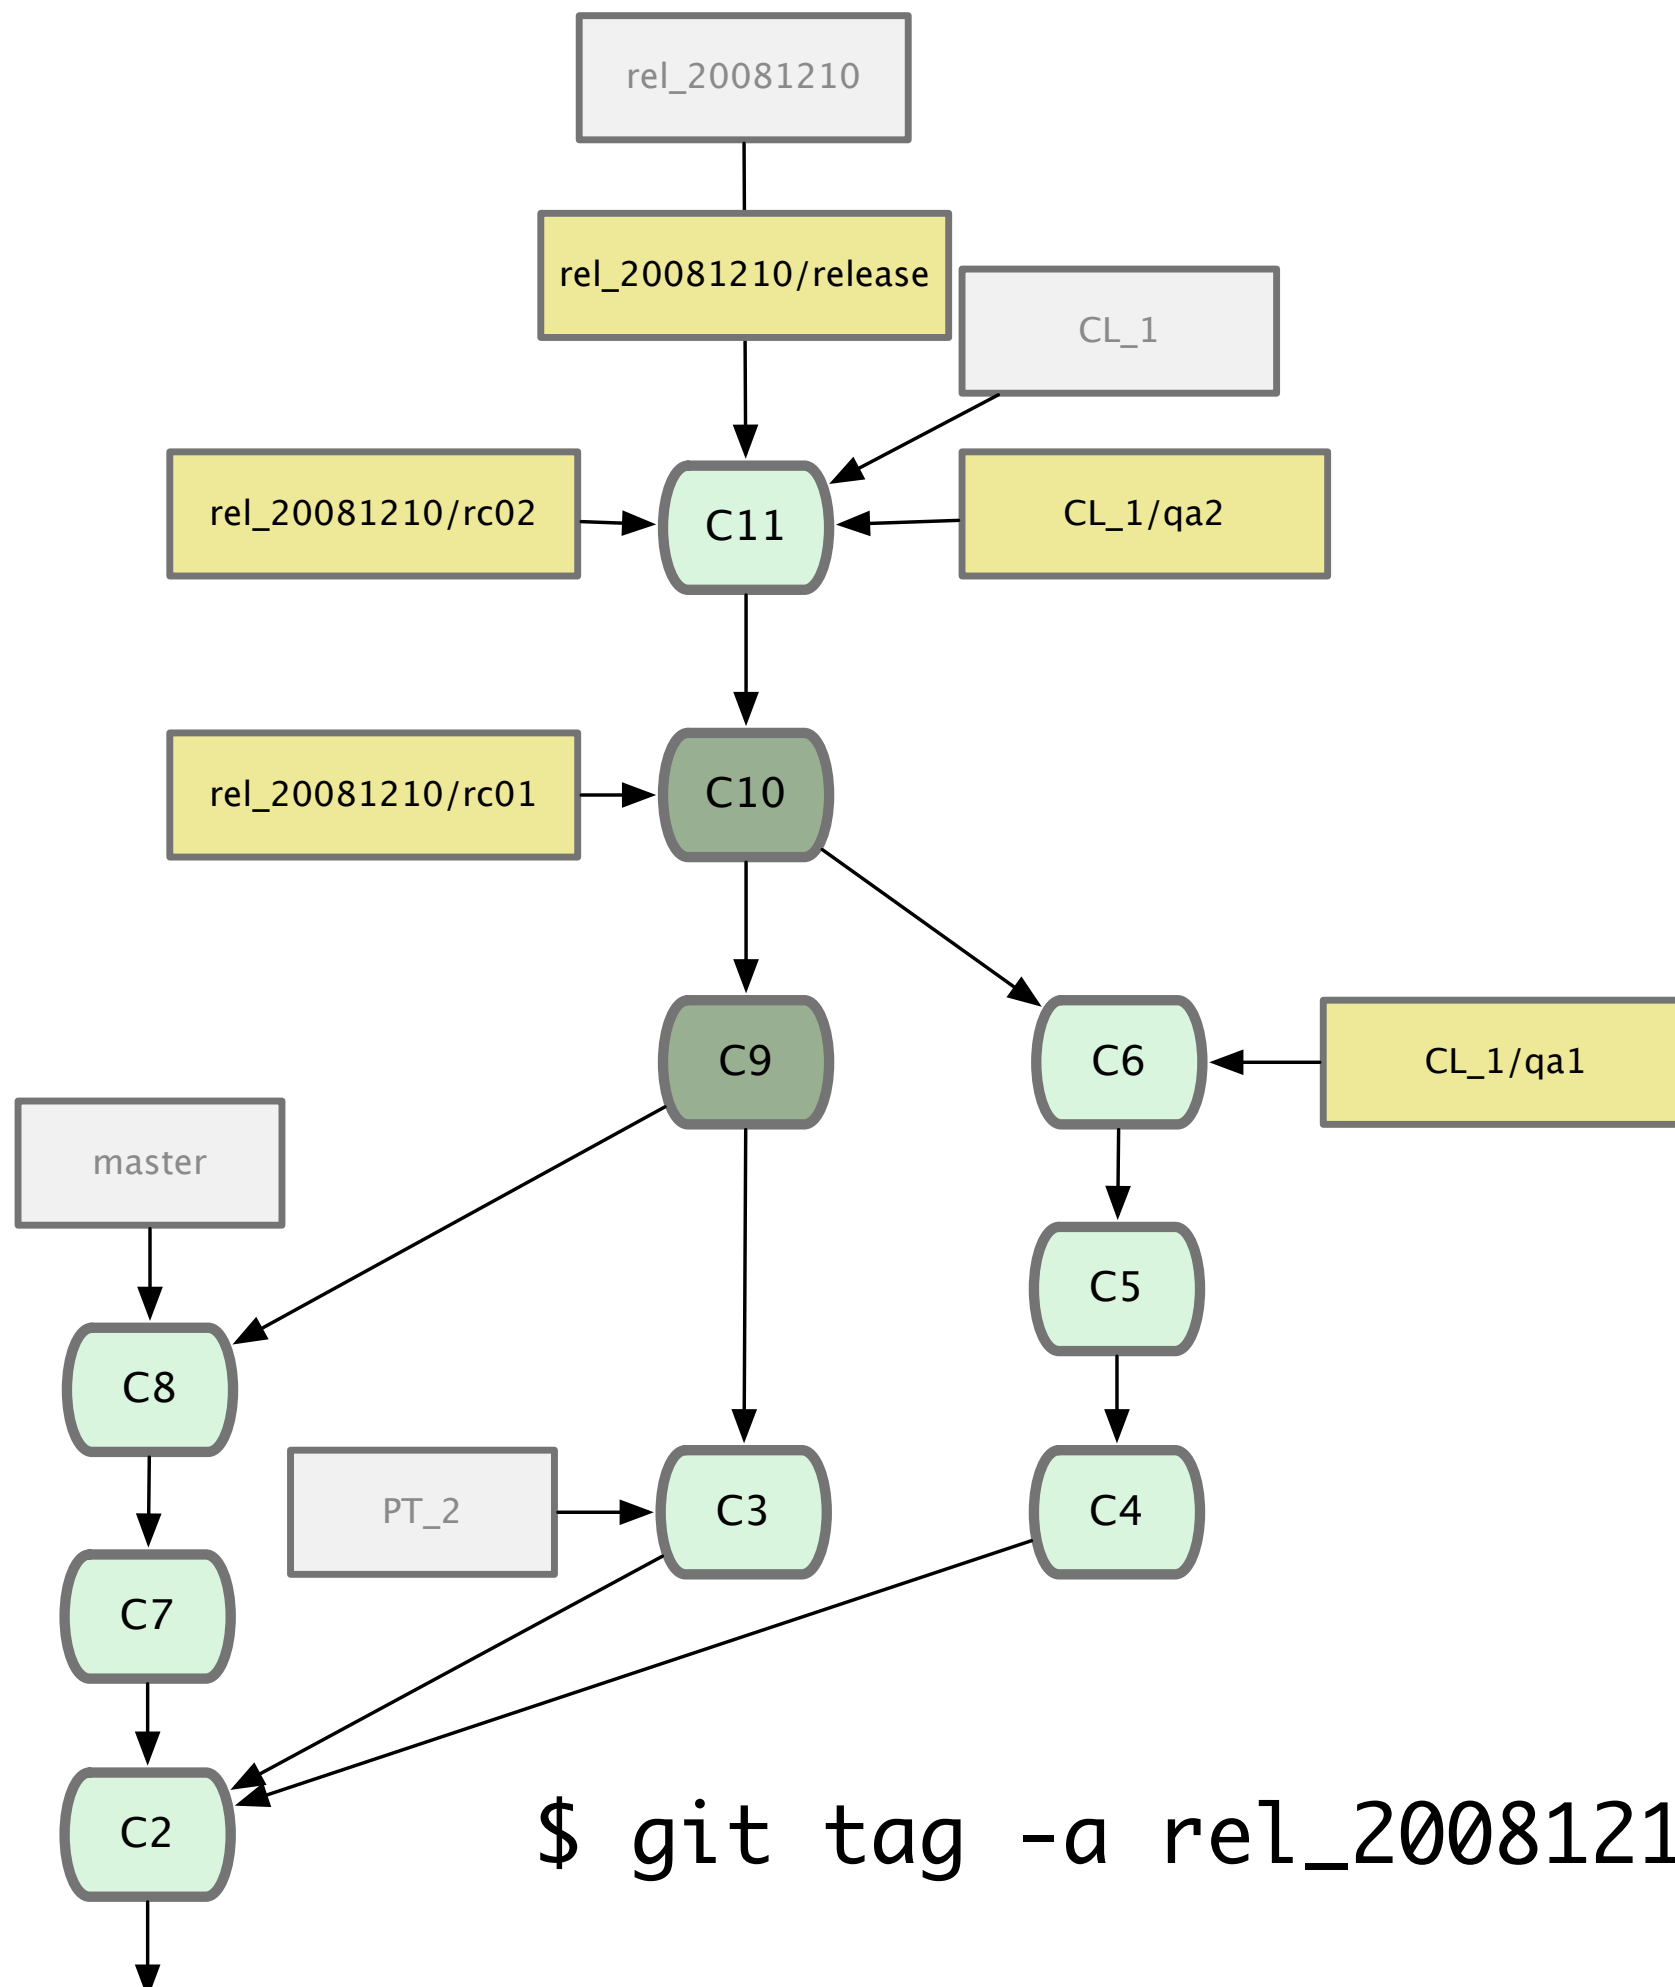 rel_20081210
rel_20081210/release
CL_1
rel_20081210/rc02
C11
CL_1/qa2
rel_20081210/rc01
C10
C9
C6
CL_1/qa1
master
C5
C8
PT_2
C3
C4
C7
C2
$ git tag -a rel_2008121